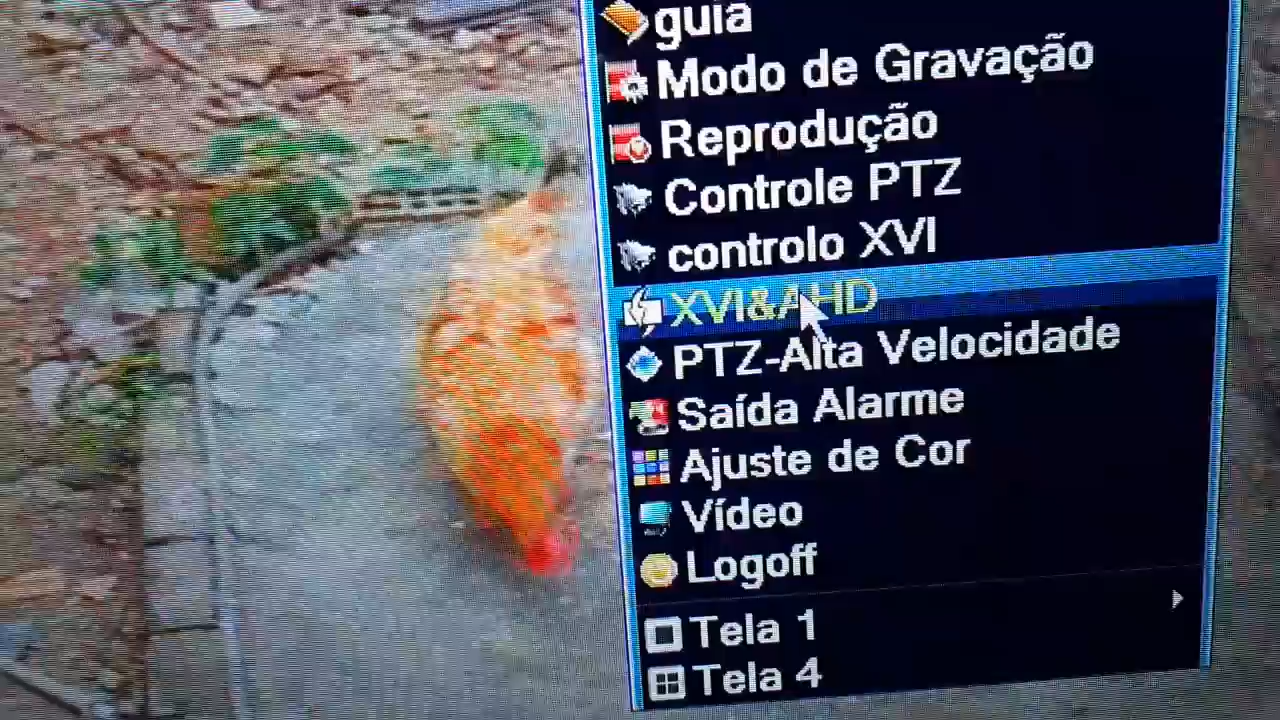 guia
Modo de Gravação
Reprodução
Controle PTZ
controlo XVI
XVI&AHD
PTZ-Alta Velocidade
Saída Alarme
Ajuste de Cor
Vídeo
Logoff
Tela 1
Tela 4